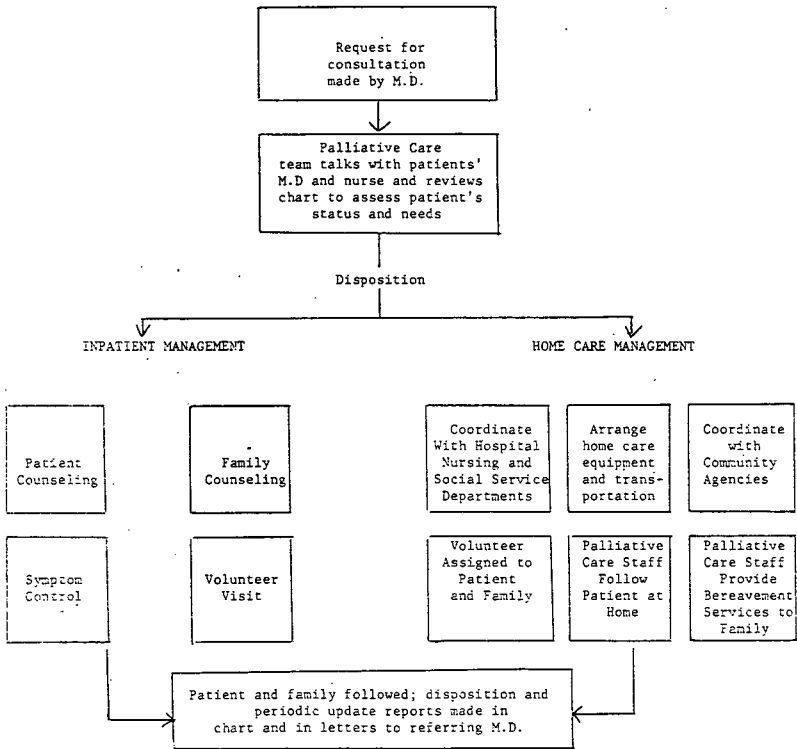 Request for
consultation
made by M.D.
Palliative Care
team talks with patients'
M.D and nurse and reviews
chart to assess patient's
status and needs
Disposition
INPATIENT MANAGEMENT
HOME CARE MANAGEMENT
Patient
Counseling
Family
Counseling
Coordinate
With Hospital
Nursing and
Social Service
Departments
Arrange
home care
equipment
and trans-
portation
Coordinate
with
Community
Agencies
Symptom
Control
Volunteer
Visit
Volunteer
Assigned to
Patient
and Family
Palliative
Care Staff
Follow
Patient at
Home
Palliative
Care Staff
Provide
Bereavement
Services to
Family
Patient and family followed; disposition and
periodic update reports made in
chart and in letters to referring M.D.